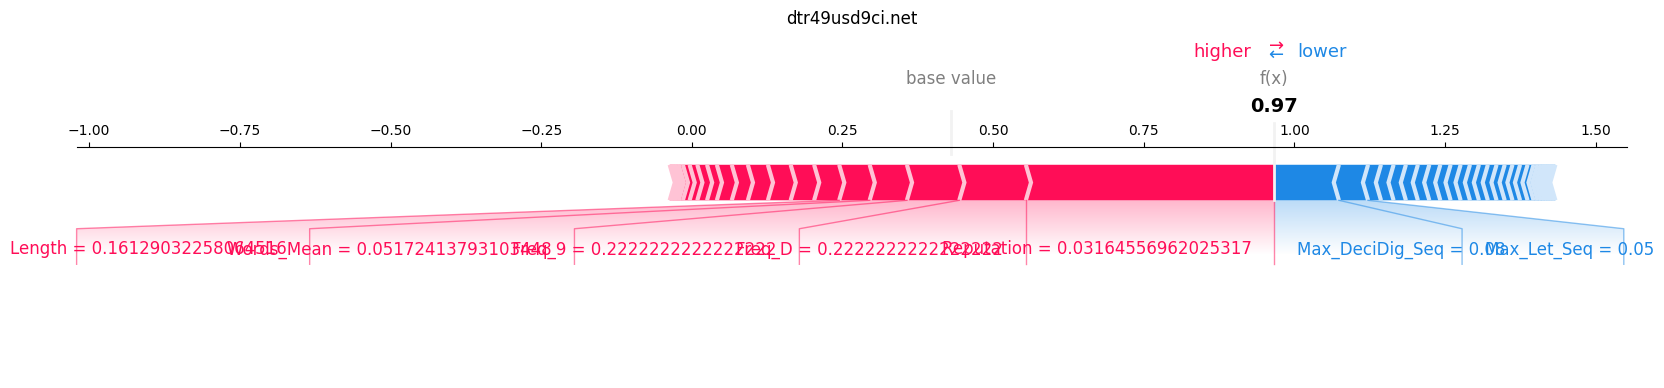 dtr49usd9ci.net
higher → ← lower
base value f(x)
0.97
−1.00 −0.75 −0.50 −0.25 0.00 0.25 0.50 0.75 1.00 1.25 1.50
Length = 0.16129032258064516 Words_Mean = 0.05172413793103448 Freq_9 = 0.2222222222222222 Freq_D = 0.2222222222222222 Reputation = 0.03164556962025317 Max_DeciDig_Seq = 0.08 Max_Let_Seq = 0.05